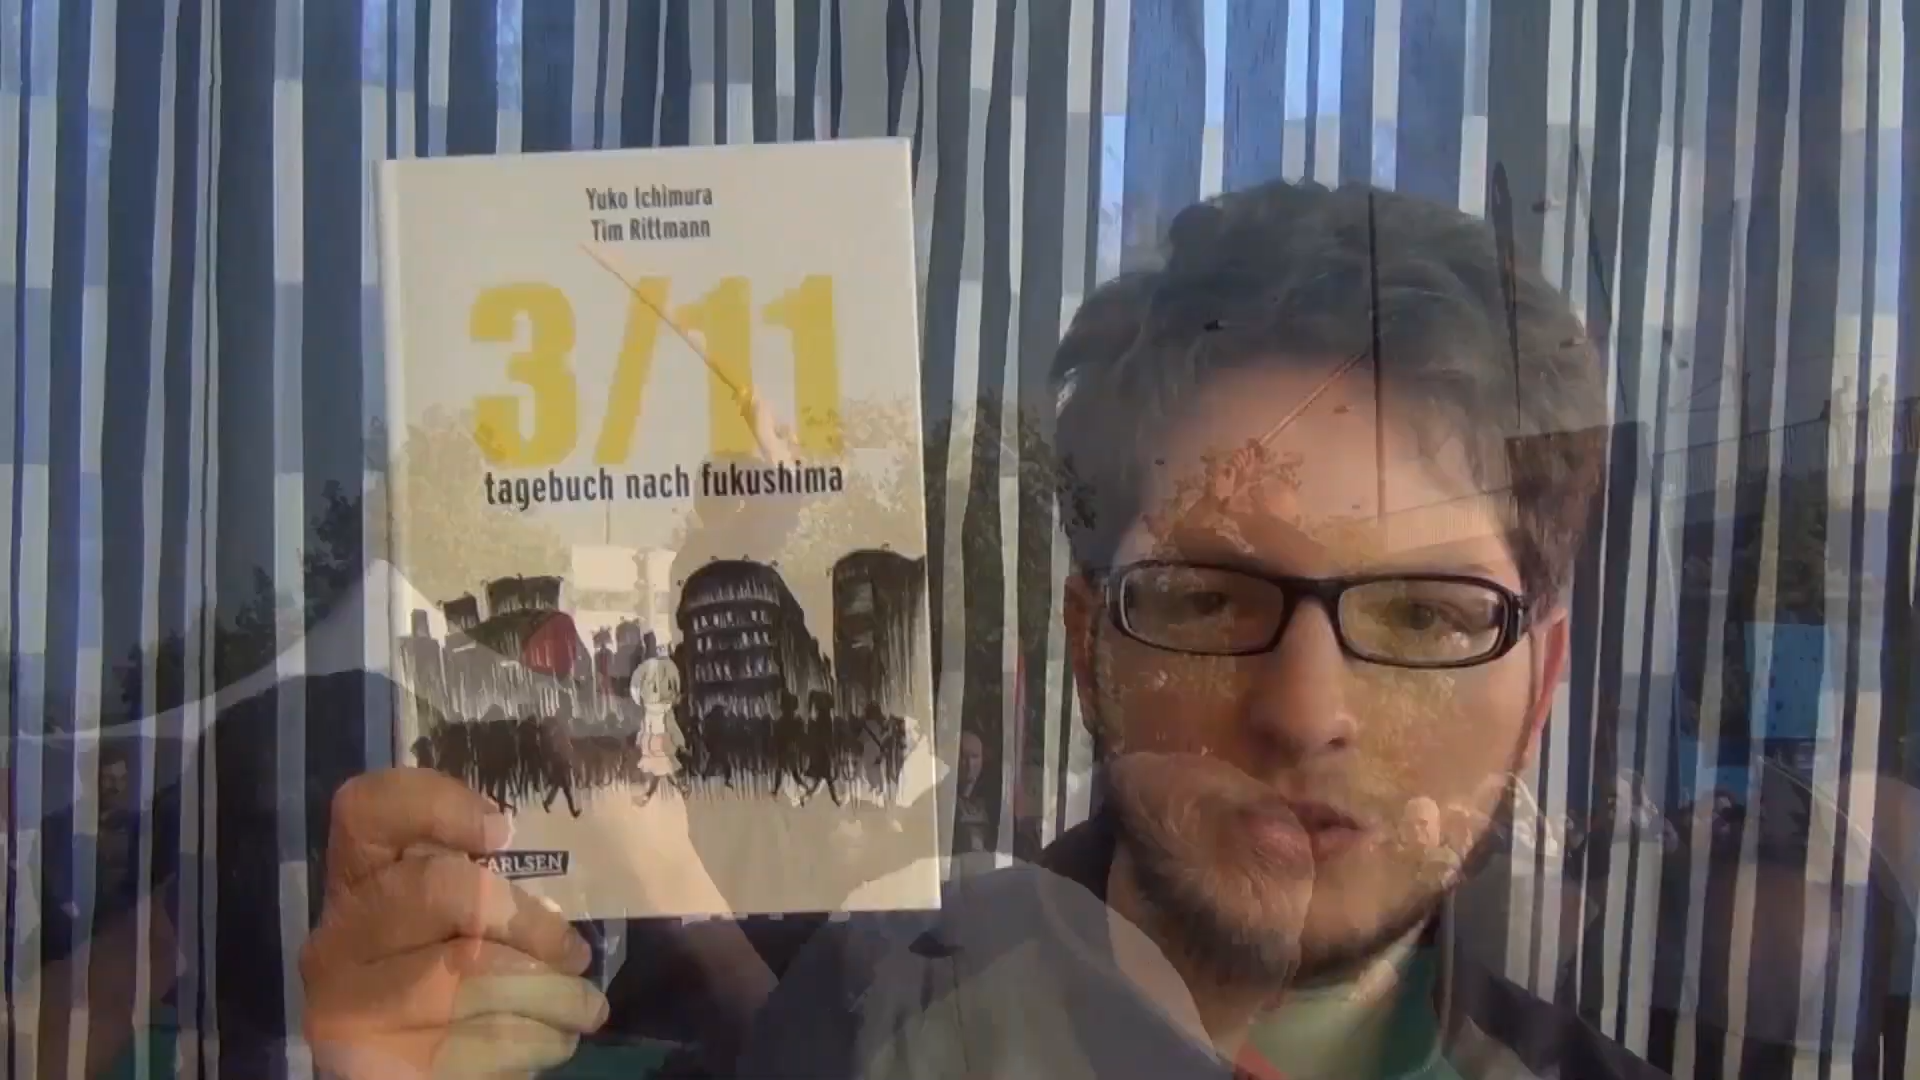 Yuko Ichimura
Tim Rittmann
3/11
tagebuch nach fukushima
CARLSEN